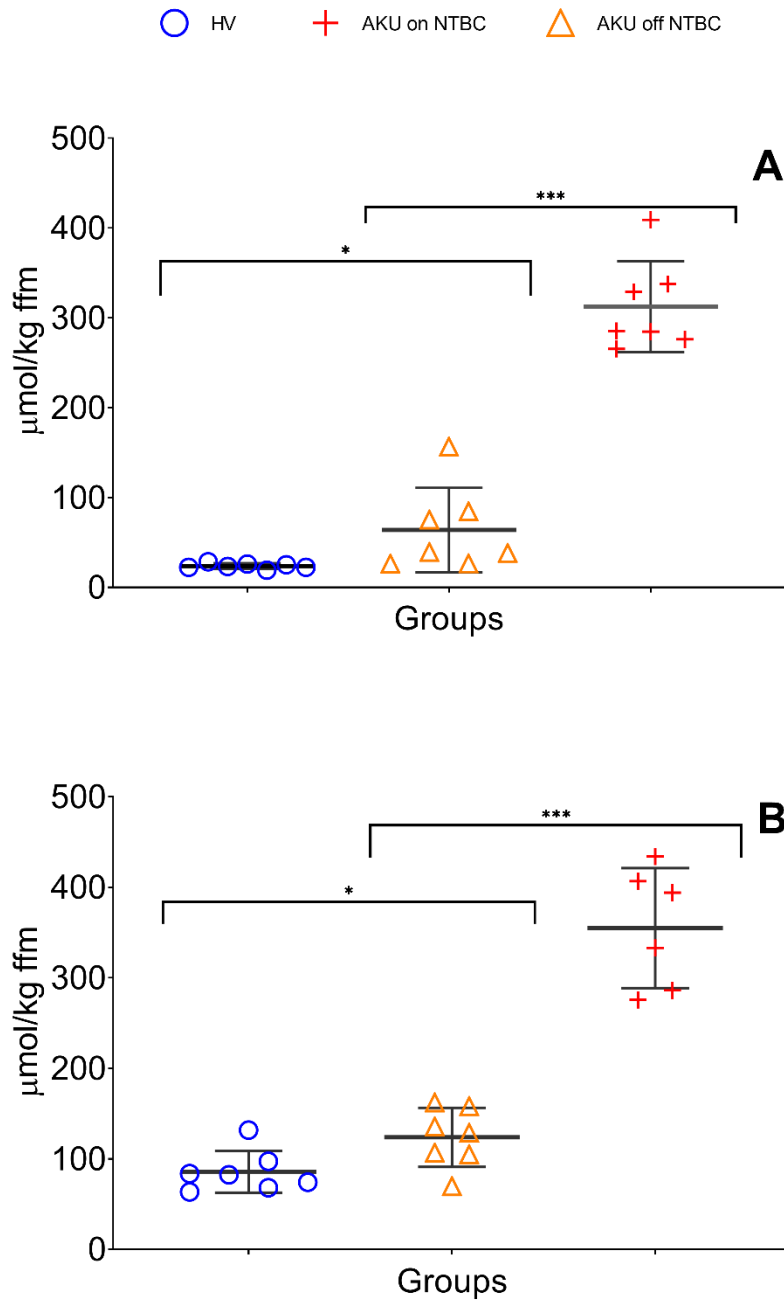 HV AKU on NTBC AKU off NTBC
A
500
***
400
*
300
200
100
0
μmol/kg ffm
Groups
B
500
***
400
*
300
200
100
0
μmol/kg ffm
Groups